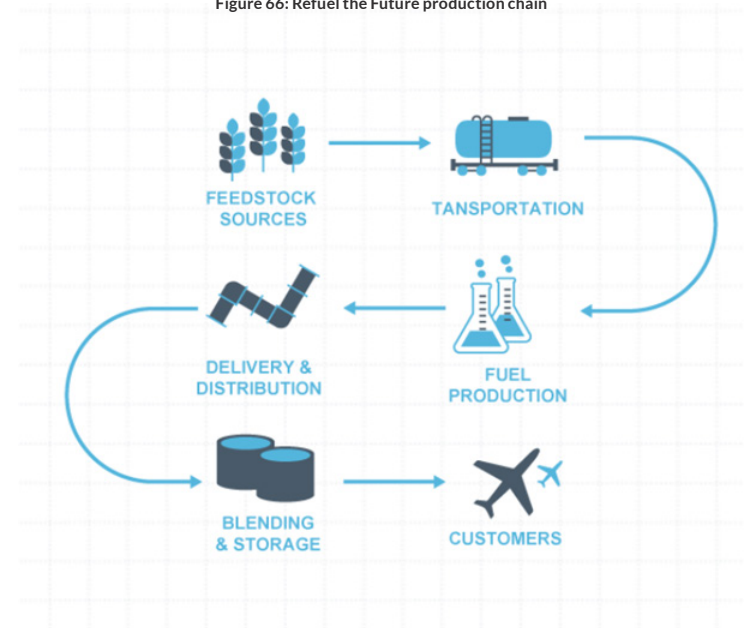 Figure 66: Refuel the Future production chain
FEEDSTOCK
SOURCES
TANSPORTATION
FUEL
PRODUCTION
DELIVERY &
DISTRIBUTION
BLENDING
& STORAGE
CUSTOMERS